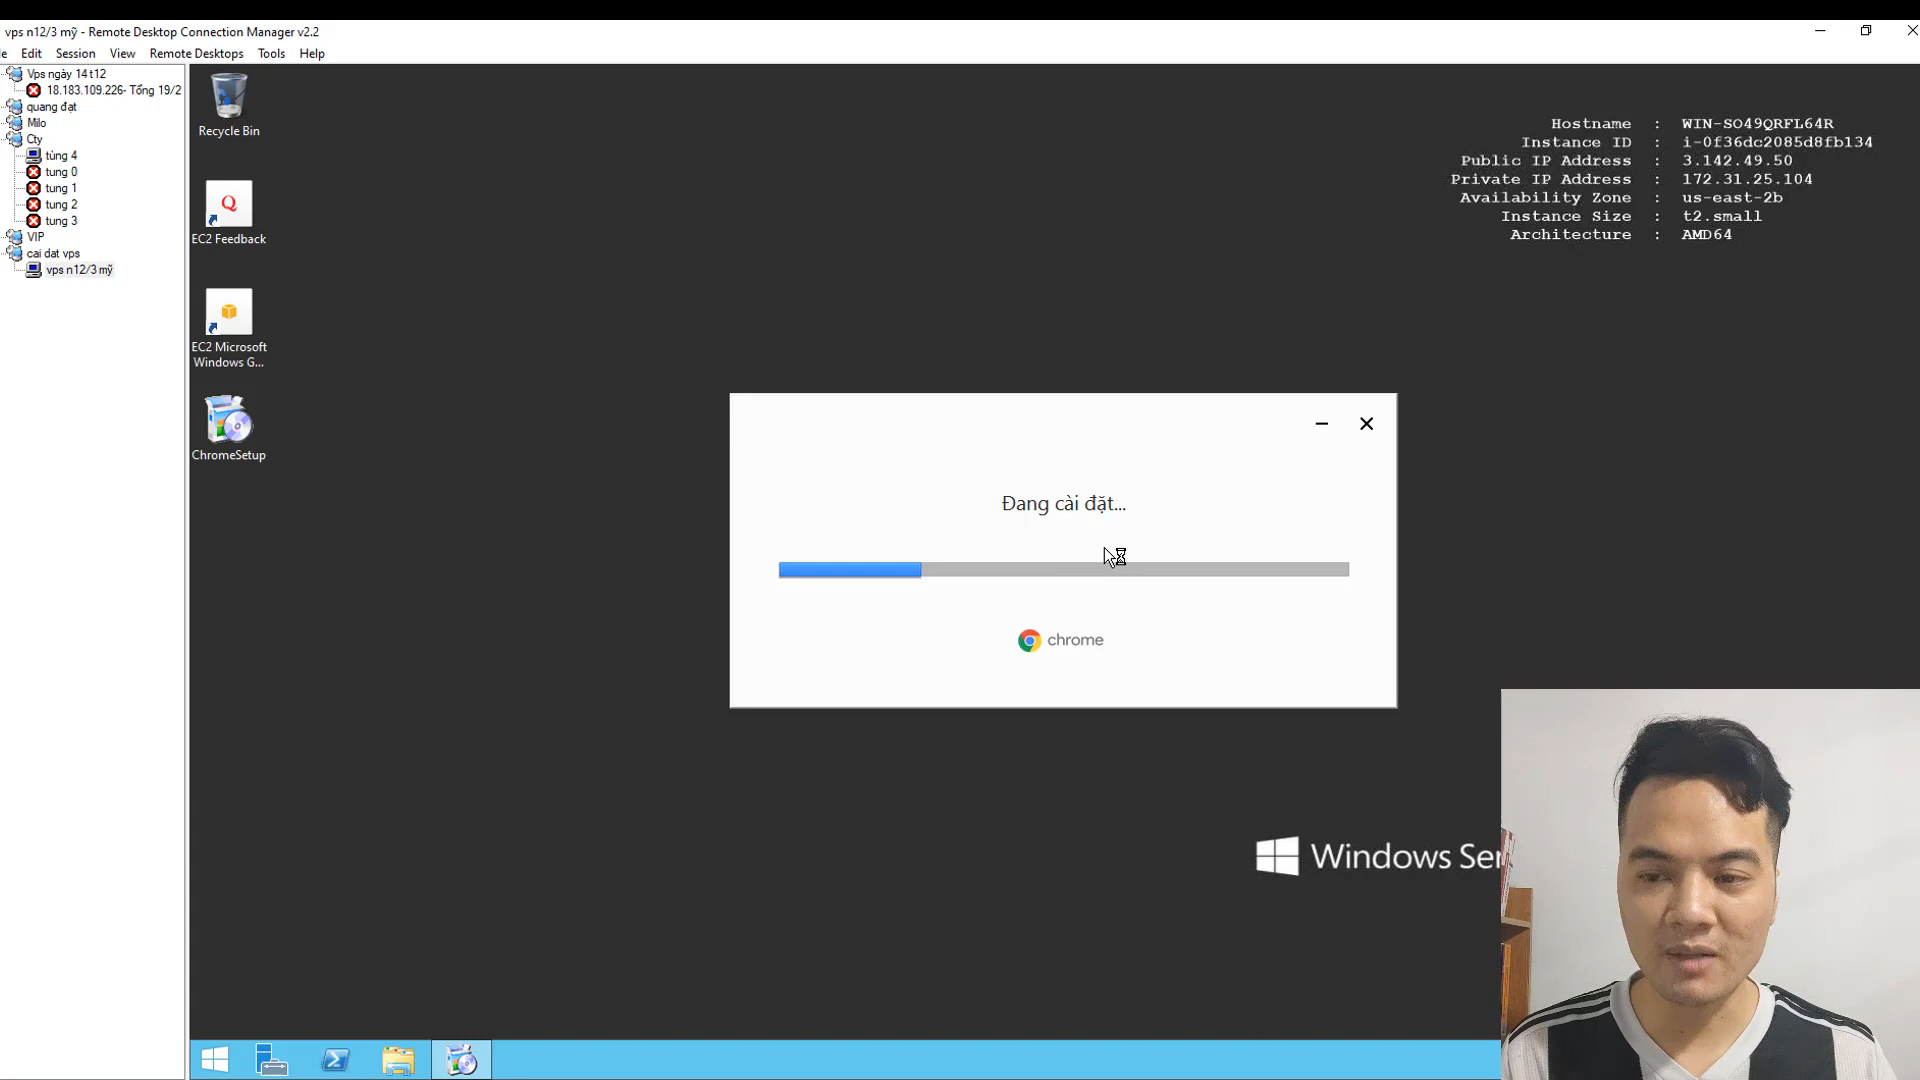 vps n12/3 mỹ - Remote Desktop Connection Manager v2.2
le Edit Session View Remote Desktops Tools Help
Vps ngày 14t12
18.183.109.226- Tổng 19/2
quang đạt
Milo
Cty
tùng 4
tung 0
tung 1
tung 2
tung 3
VIP
cai dat vps
vps n12/3 mỹ
Recycle Bin
EC2 Feedback
EC2 Microsoft
Windows G...
ChromeSetup
Hostname : WIN-SO49QRFL64R
Instance ID : i-0f36dc2085d8fb134
Public IP Address : 3.142.49.50
Private IP Address : 172.31.25.104
Availability Zone : us-east-2b
Instance Size : t2.small
Architecture : AMD64
Đang cài đặt...
chrome
Windows Ser